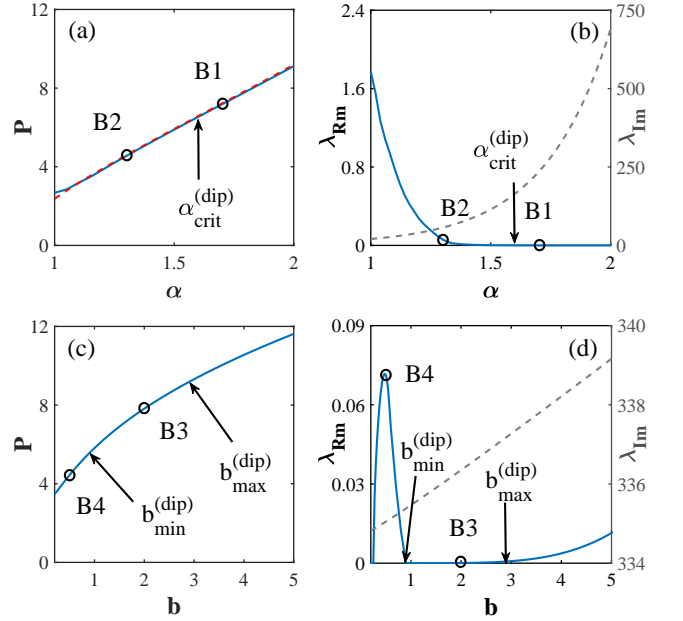 (a)
P
12
8
4
0
1
1.5
2
α
B1
B2
α_crit^(dip)
(b)
λ_Rm
2.4
1.6
0.8
0
λ_Im
750
500
250
0
1
1.5
2
α
α_crit^(dip)
B2
B1
(c)
P
12
8
4
0
1
2
3
4
5
b
B3
B4
b_min^(dip)
b_max^(dip)
(d)
λ_Rm
0.09
0.06
0.03
0
λ_Im
340
338
336
334
1
2
3
4
5
b
B4
b_min^(dip)
b_max^(dip)
B3